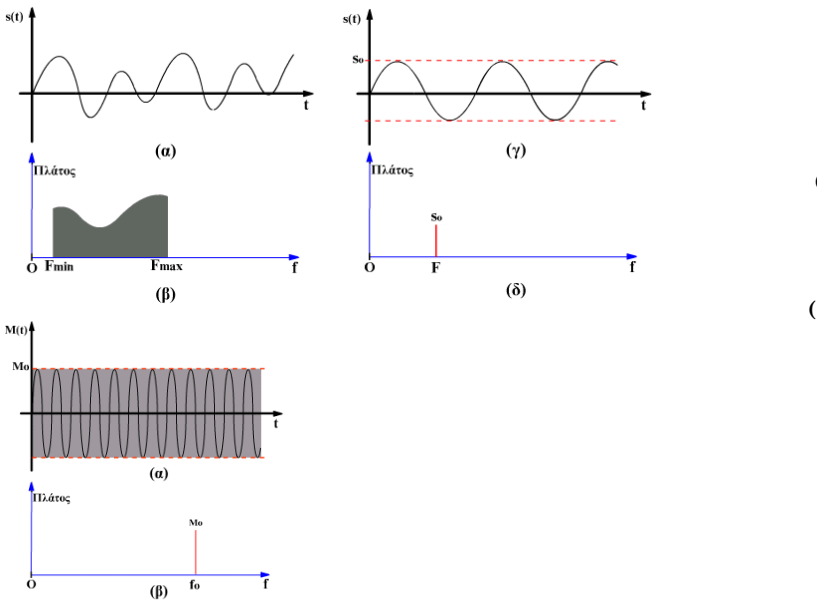 s(t)
t
(α)
Πλάτος
O Fmin Fmax f
(β)
s(t)
So
t
(γ)
Πλάτος
So
O F f
(δ)
M(t)
Mo
t
(α)
Πλάτος
Mo
O fo f
(β)
(
(